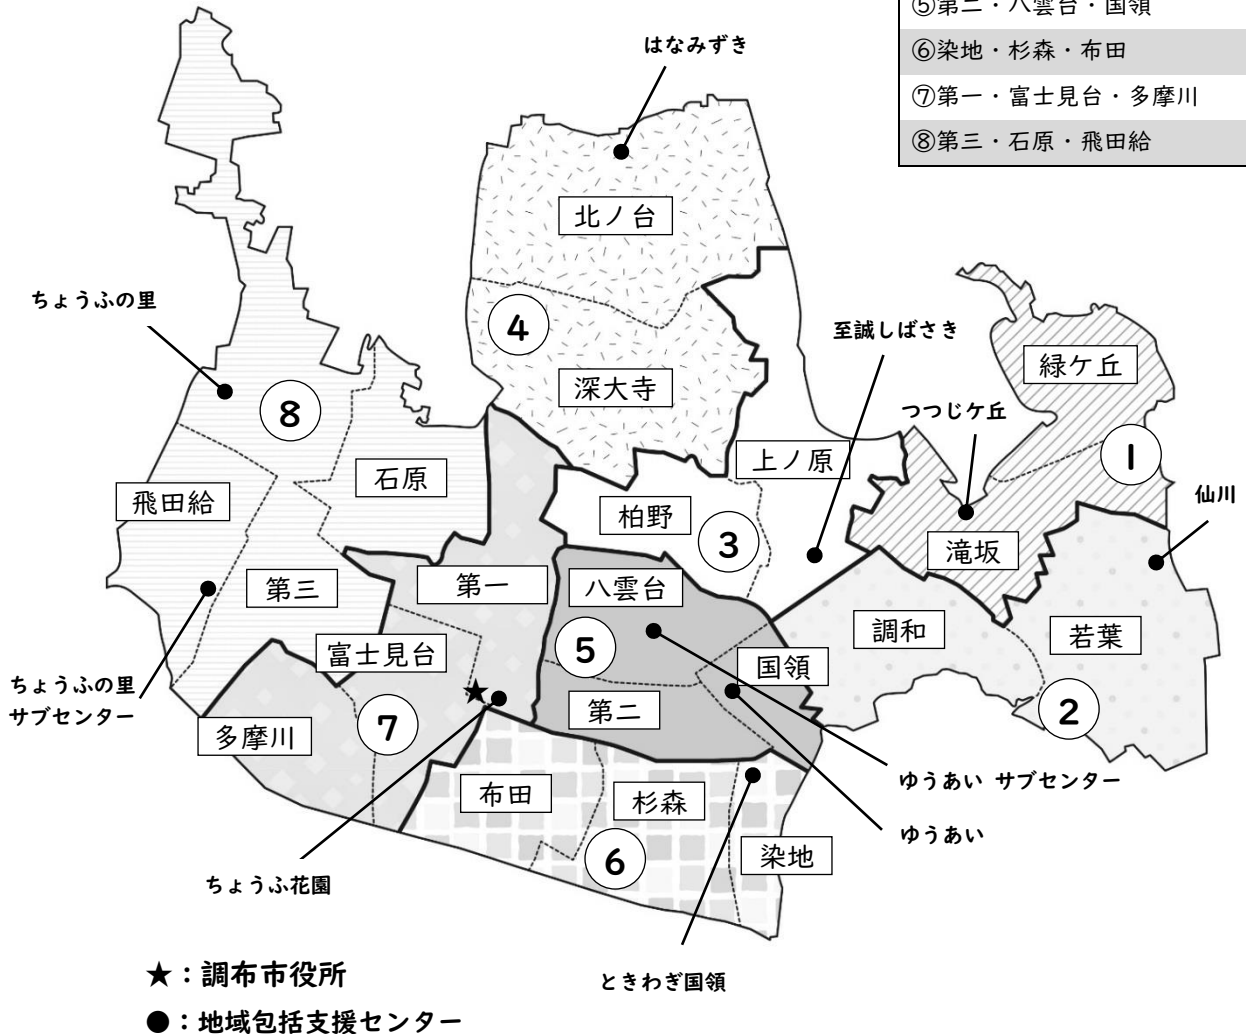 ⑤第二・八雲台・国領
⑥染地・杉森・布田
⑦第一・富士見台・多摩川
⑧第三・石原・飛田給
はなみずき
北ノ台
ちょうふの里
④
至誠しばさき
緑ケ丘
深大寺
つつじケ丘
⑧
上ノ原
①
石原
飛田給
柏野
仙川
③
滝坂
第一
八雲台
第三
調和
若葉
富士見台
⑤
国領
ちょうふの里
サブセンター
★
第二
②
多摩川
⑦
ゆうあい サブセンター
布田
杉森
ゆうあい
⑥
染地
ちょうふ花園
ときわぎ国領
★：調布市役所
●：地域包括支援センター